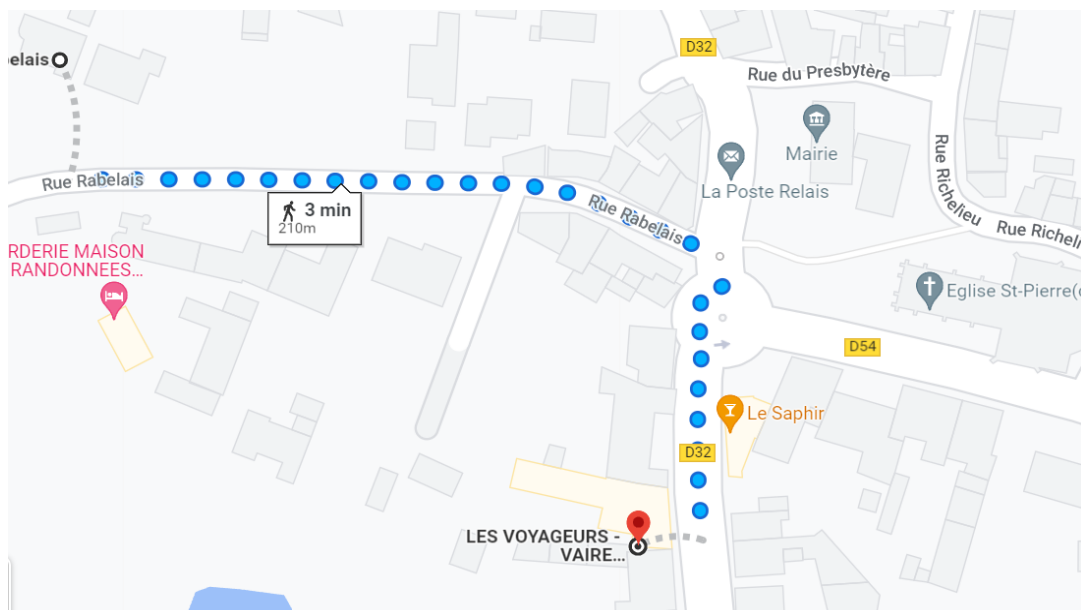 D32
elais
Rue du Presbytère
Mairie
La Poste Relais
Rue Richelieu
Rue Rabelais
3 min
210m
Rue Rabelais
Rue Richel
RDERIE MAISON
RANDONNEES...
Eglise St-Pierre(e
D54
Le Saphir
D32
LES VOYAGEURS -
VAIRE...